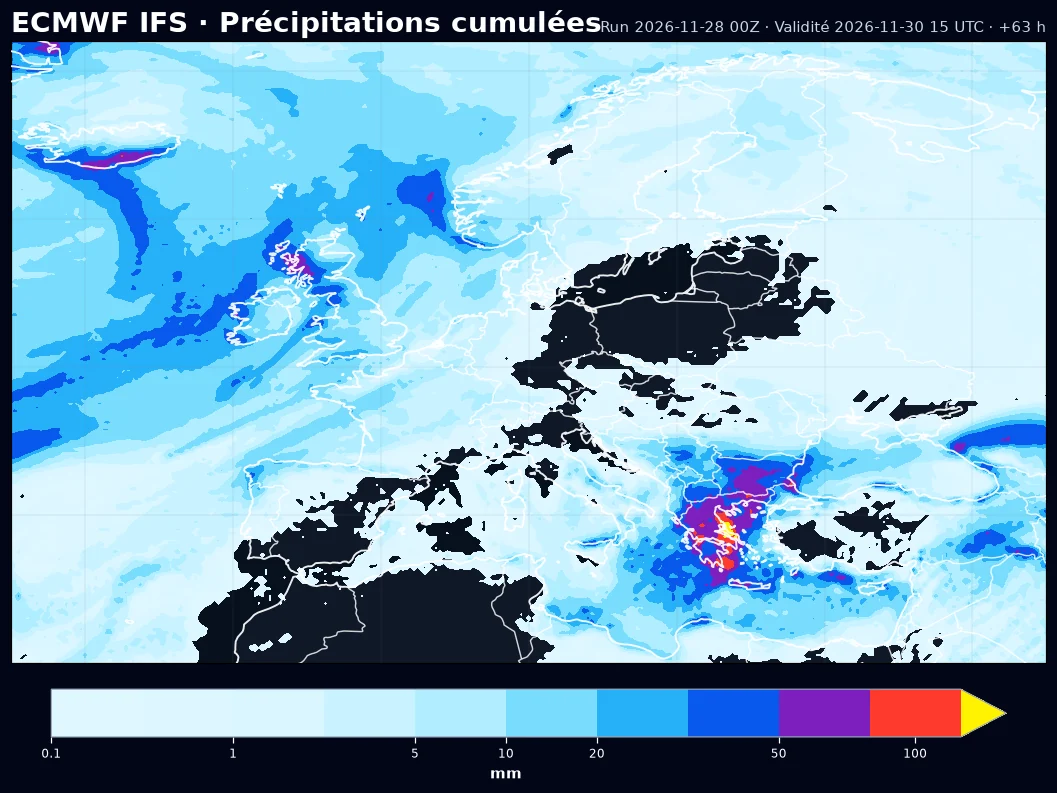 ECMWF IFS · Précipitations cumulées
Run 2026-11-28 00Z · Validité 2026-11-30 15 UTC · +63 h
0.1 1 5 10 20 50 100
mm